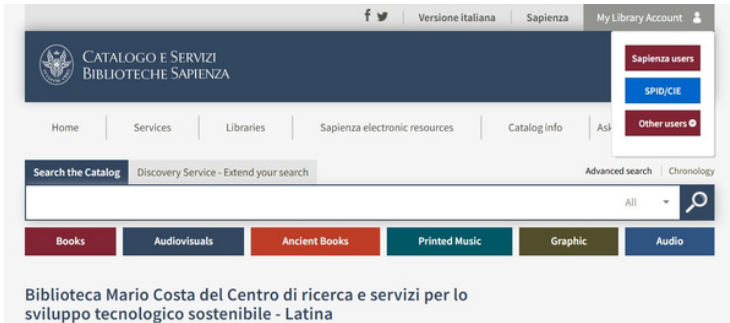 Versione italiana
Sapienza
My Library Account
CATALOGO E SERVIZI
BIBLIOTECHE SAPIENZA
Sapienza users
SPID/CIE
Other users
Home
Services
Libraries
Sapienza electronic resources
Catalog info
Search the Catalog
Discovery Service - Extend your search
Advanced search
Chronology
All
Books
Audiovisuals
Ancient Books
Printed Music
Graphic
Audio
Biblioteca Mario Costa del Centro di ricerca e servizi per lo
sviluppo tecnologico sostenibile - Latina